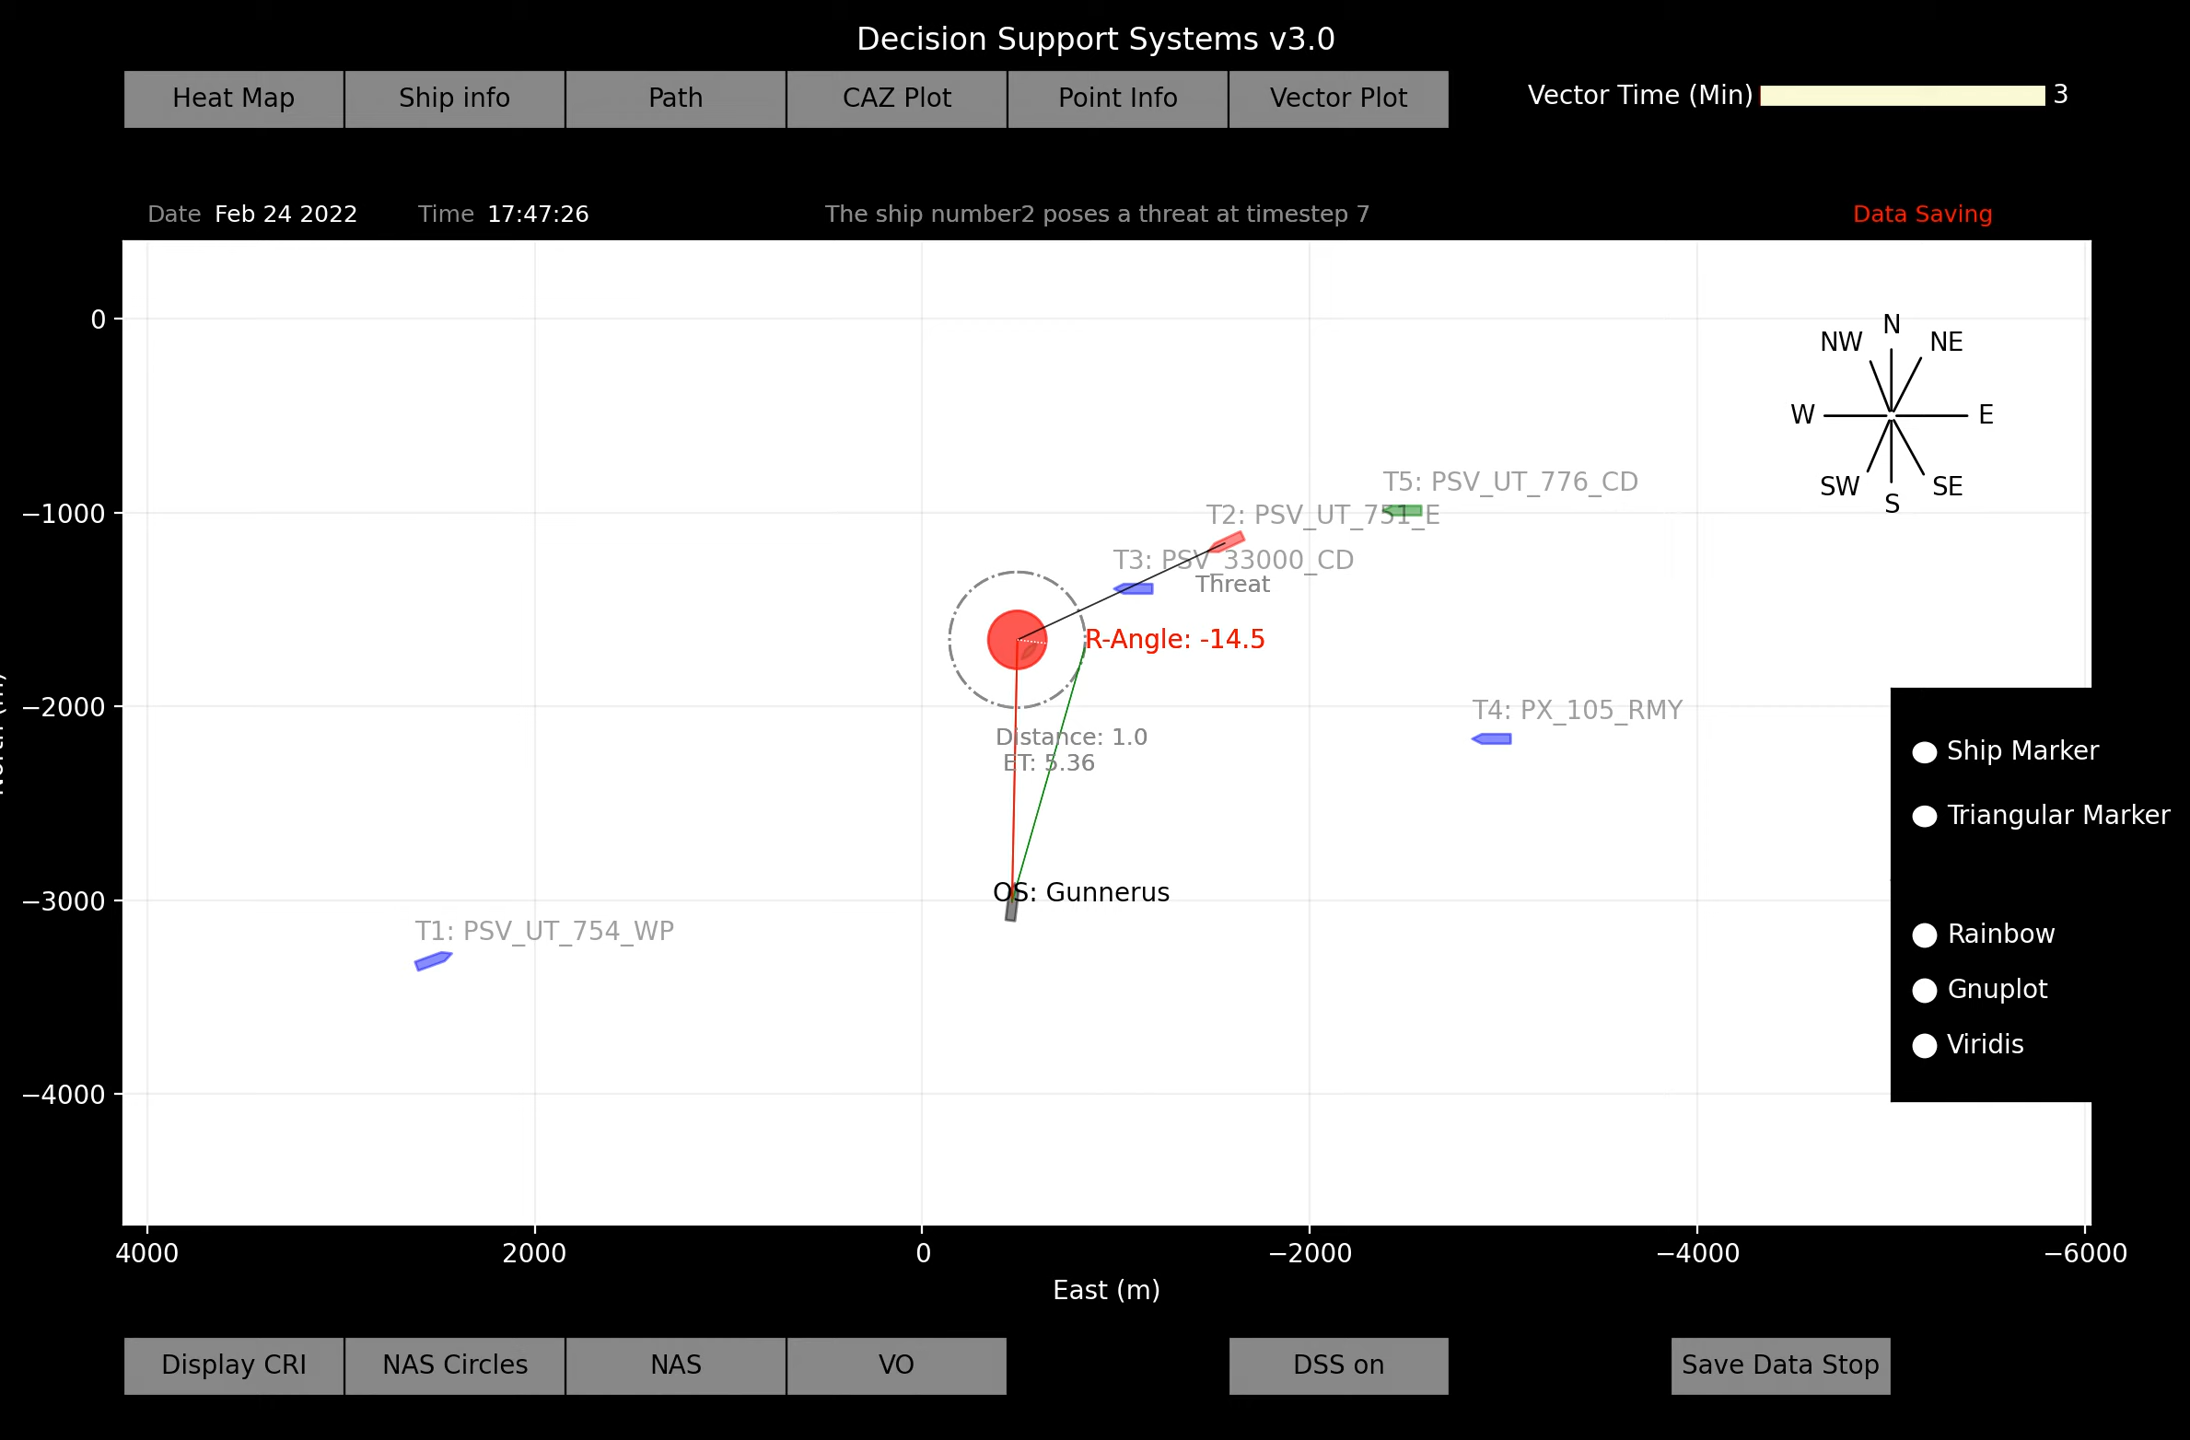 Decision Support Systems v3.0
Heat Map
Ship info
Path
CAZ Plot
Point Info
Vector Plot
Vector Time (Min)
3
Date Feb 24 2022
Time 17:47:26
The ship number2 poses a threat at timestep 7
Data Saving
0
−1000
−2000
−3000
−4000
N
NW
NE
W
E
SW
SE
S
T5: PSV_UT_776_CD
T2: PSV_UT_751_E
T3: PSV_33000_CD
Threat
R-Angle: -14.5
T4: PX_105_RMY
Distance: 1.0
ET: 5.36
OS: Gunnerus
T1: PSV_UT_754_WP
Ship Marker
Triangular Marker
Rainbow
Gnuplot
Viridis
4000
2000
0
−2000
−4000
−6000
East (m)
Display CRI
NAS Circles
NAS
VO
DSS on
Save Data Stop